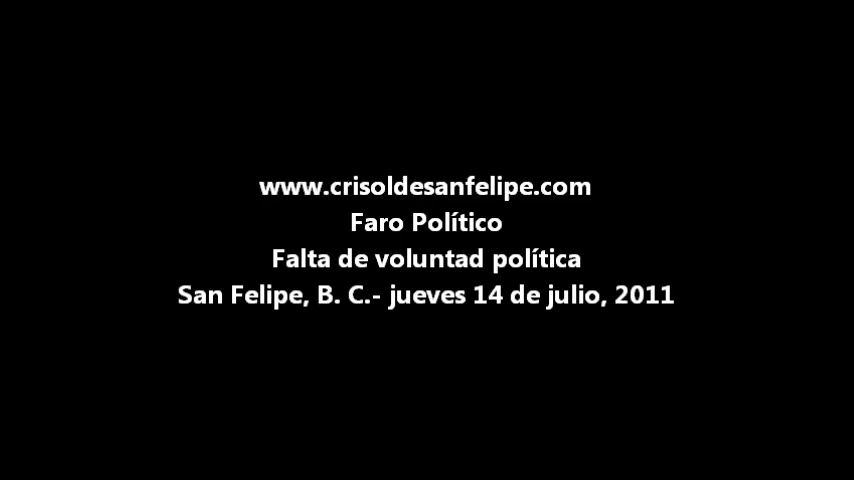 www.crisoldesanfelipe.com
Faro Político
Falta de voluntad política
San Felipe, B. C.- jueves 14 de julio, 2011